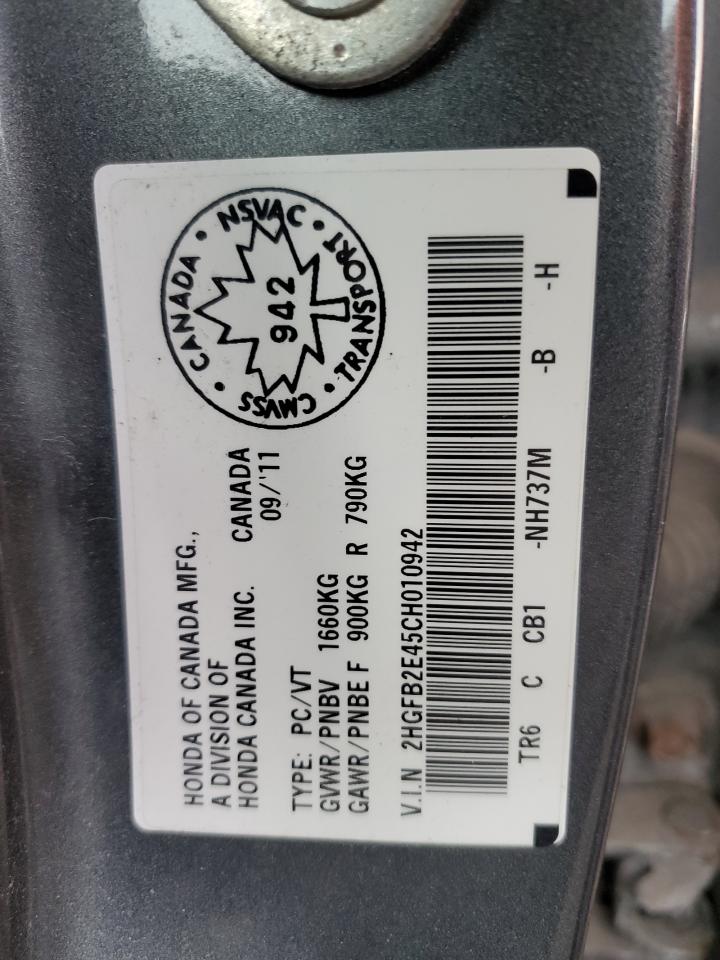 HONDA OF CANADA MFG.,
A DIVISION OF
HONDA CANADA INC. CANADA
09/'11
TYPE: PC/VT
GVWR/PNBV 1660KG
GAWR/PNBE F 900KG R 790KG
V.I.N 2HGFB2E45CH010942
TR6 C CB1 -NH737M -B -H
CANADA • NSVAC • TRANSPORT • CMVSS •
942